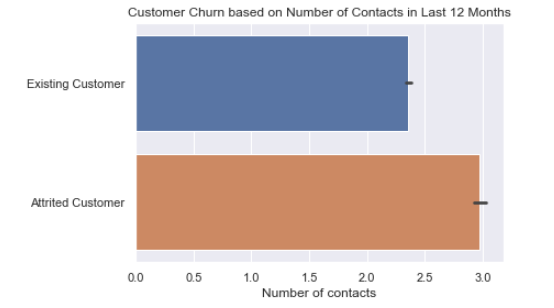 Customer Churn based on Number of Contacts in Last 12 Months
Existing Customer
Attrited Customer
0.0 0.5 1.0 1.5 2.0 2.5 3.0
Number of contacts